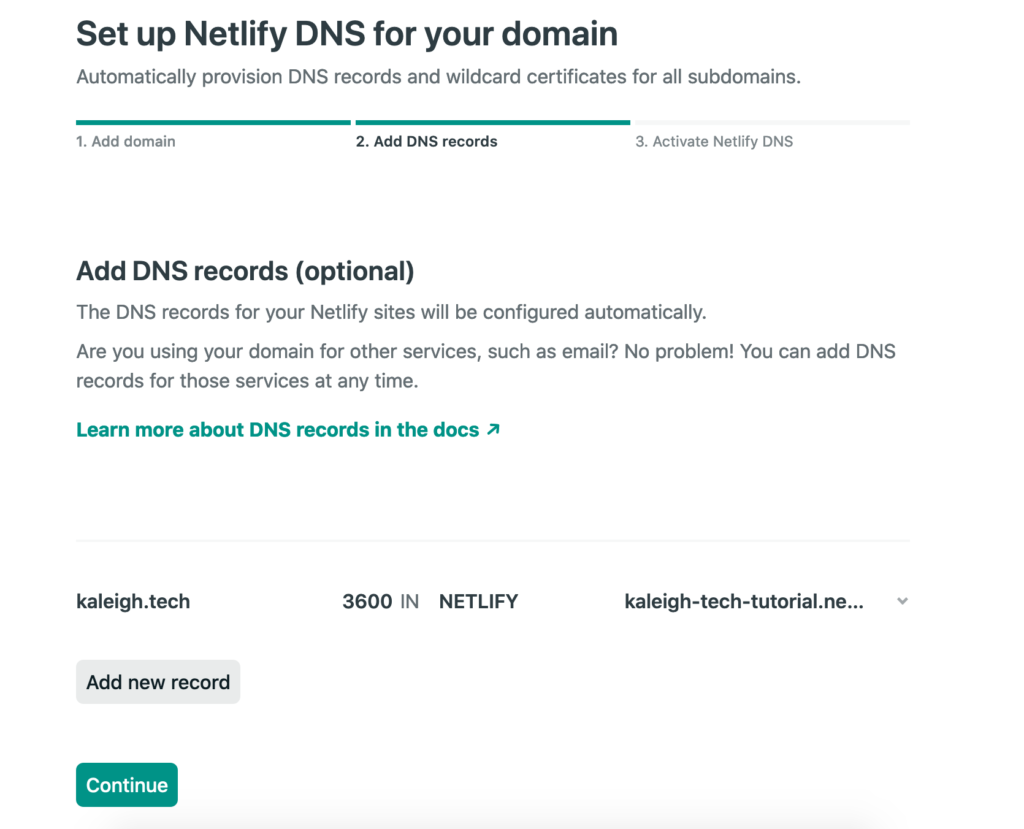 Set up Netlify DNS for your domain
Automatically provision DNS records and wildcard certificates for all subdomains.
1. Add domain
2. Add DNS records
3. Activate Netlify DNS
Add DNS records (optional)
The DNS records for your Netlify sites will be configured automatically.
Are you using your domain for other services, such as email? No problem! You can add DNS
records for those services at any time.
Learn more about DNS records in the docs ↗
kaleigh.tech 3600 IN NETLIFY kaleigh-tech-tutorial.ne...
Add new record
Continue